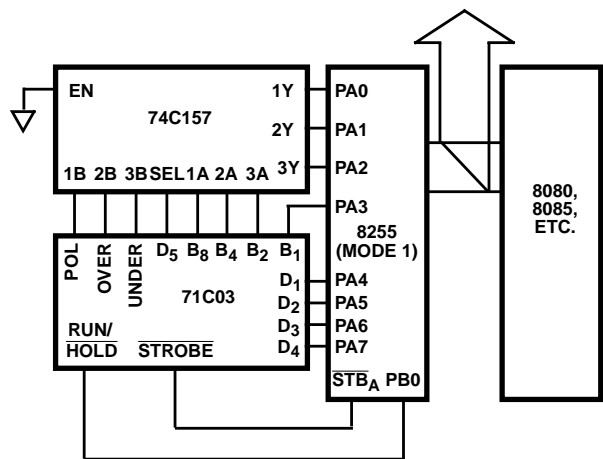 EN
74C157
1Y
2Y
3Y
1B 2B 3B SEL 1A 2A 3A
PA0
PA1
PA2
PA3
8255
(MODE 1)
PA4
PA5
PA6
PA7
STBA PB0
POL
OVER
UNDER
D5 B8 B4 B2 B1
71C03
D1
D2
D3
D4
RUN/
HOLD
STROBE
8080,
8085,
ETC.